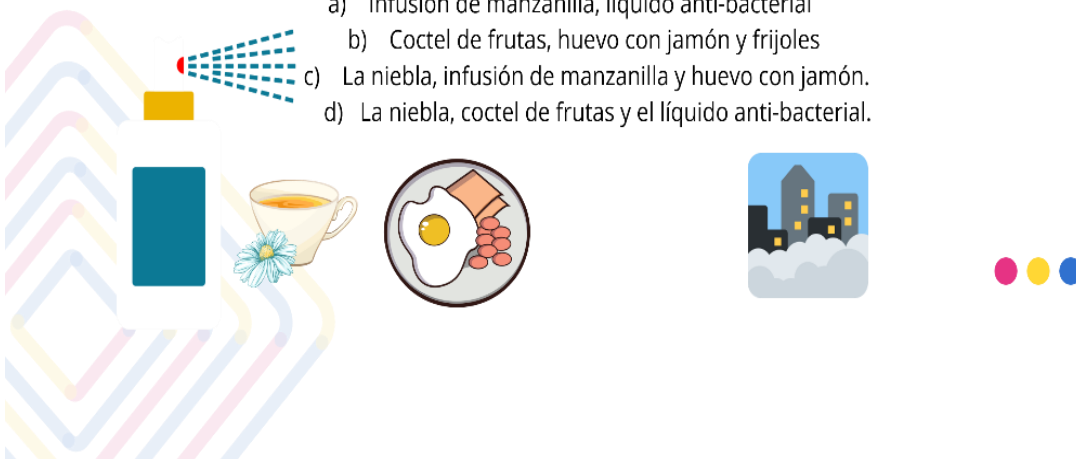 a) Infusión de manzanilla, líquido anti-bacterial
b) Coctel de frutas, huevo con jamón y frijoles
c) La niebla, infusión de manzanilla y huevo con jamón.
d) La niebla, coctel de frutas y el líquido anti-bacterial.